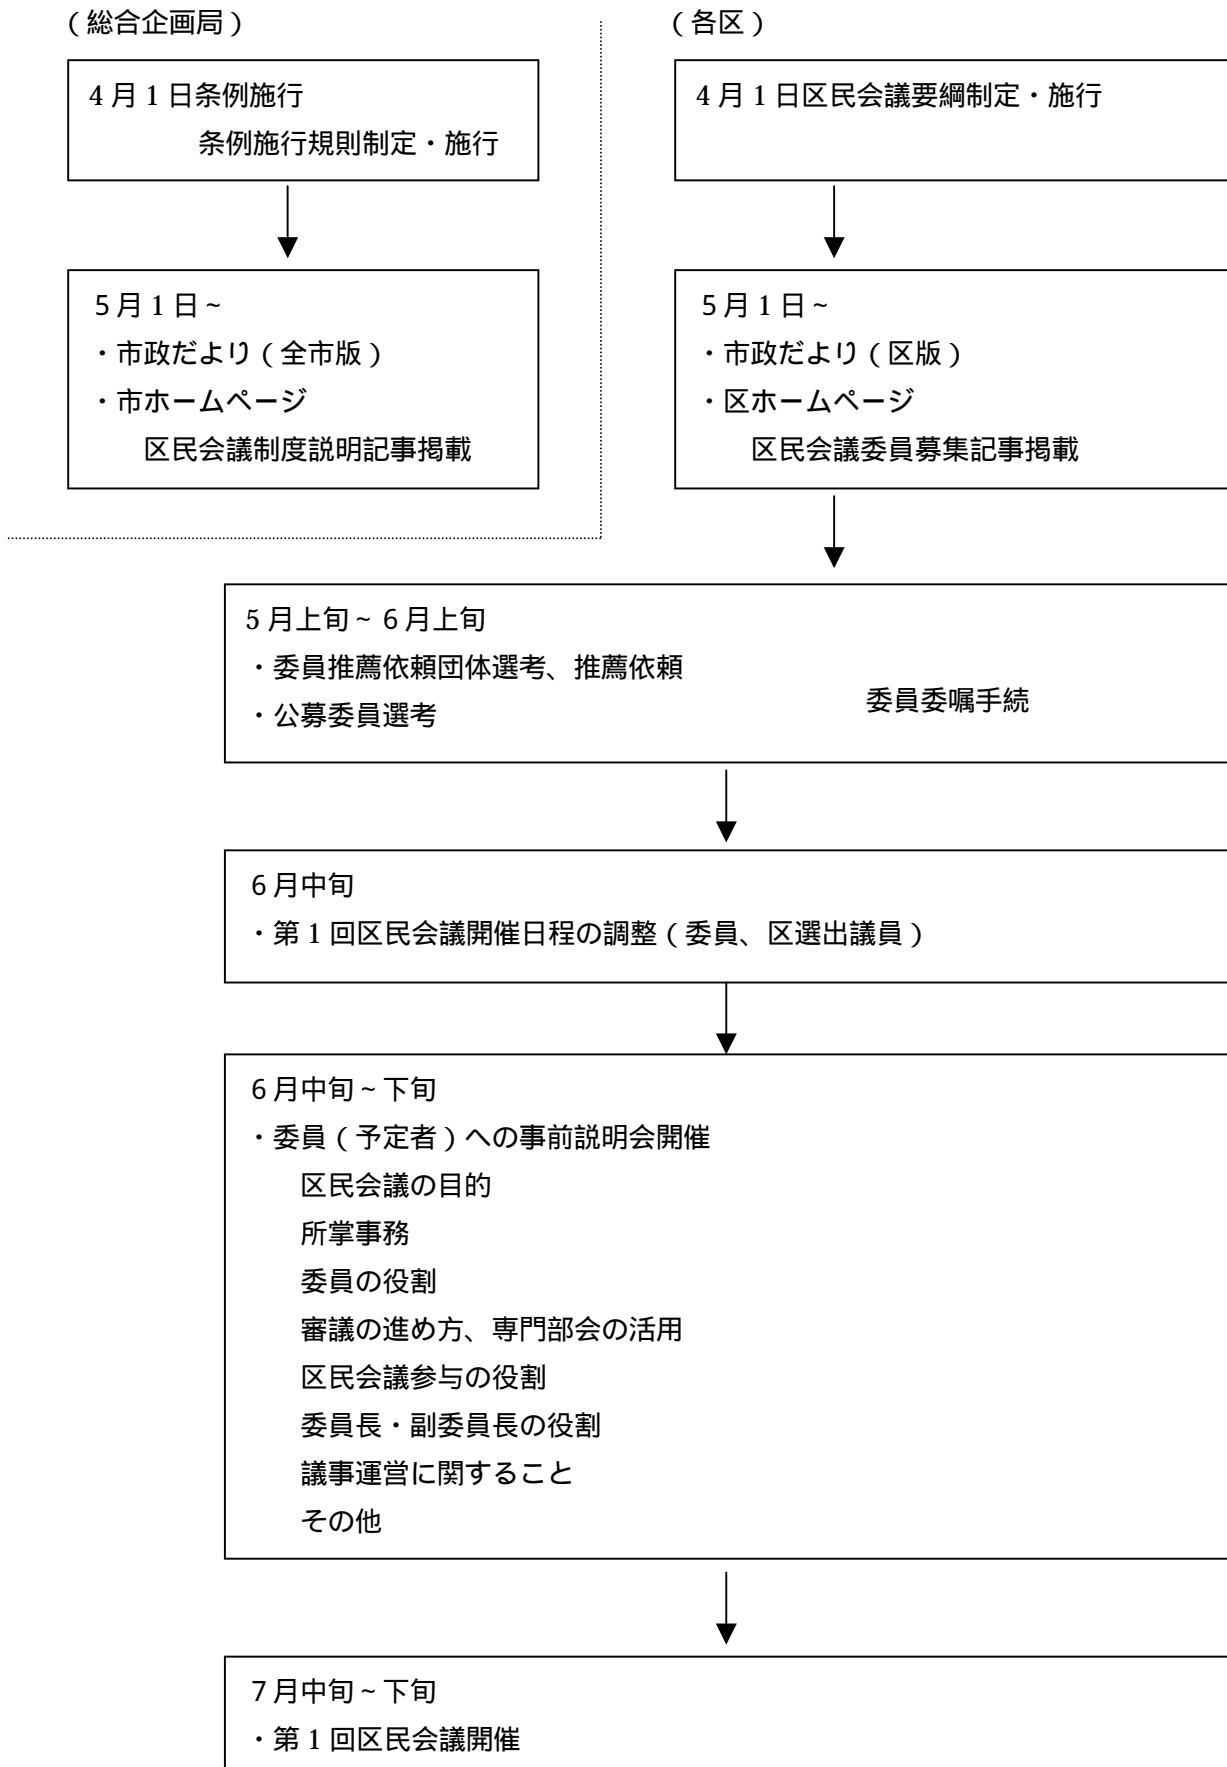 （総合企画局）
4月1日条例施行
条例施行規則制定・施行
5月1日~
・市政だより（全市版）
・市ホームページ
区民会議制度説明記事掲載
（各区）
4月1日区民会議要綱制定・施行
5月1日~
・市政だより（区版）
・区ホームページ
区民会議委員募集記事掲載
5月上旬~6月上旬
・委員推薦依頼団体選考、推薦依頼
・公募委員選考
委員委嘱手続
6月中旬
・第1回区民会議開催日程の調整（委員、区選出議員）
6月中旬~下旬
・委員（予定者）への事前説明会開催
区民会議の目的
所掌事務
委員の役割
審議の進め方、専門部会の活用
区民会議参与の役割
委員長・副委員長の役割
議事運営に関すること
その他
7月中旬~下旬
・第1回区民会議開催